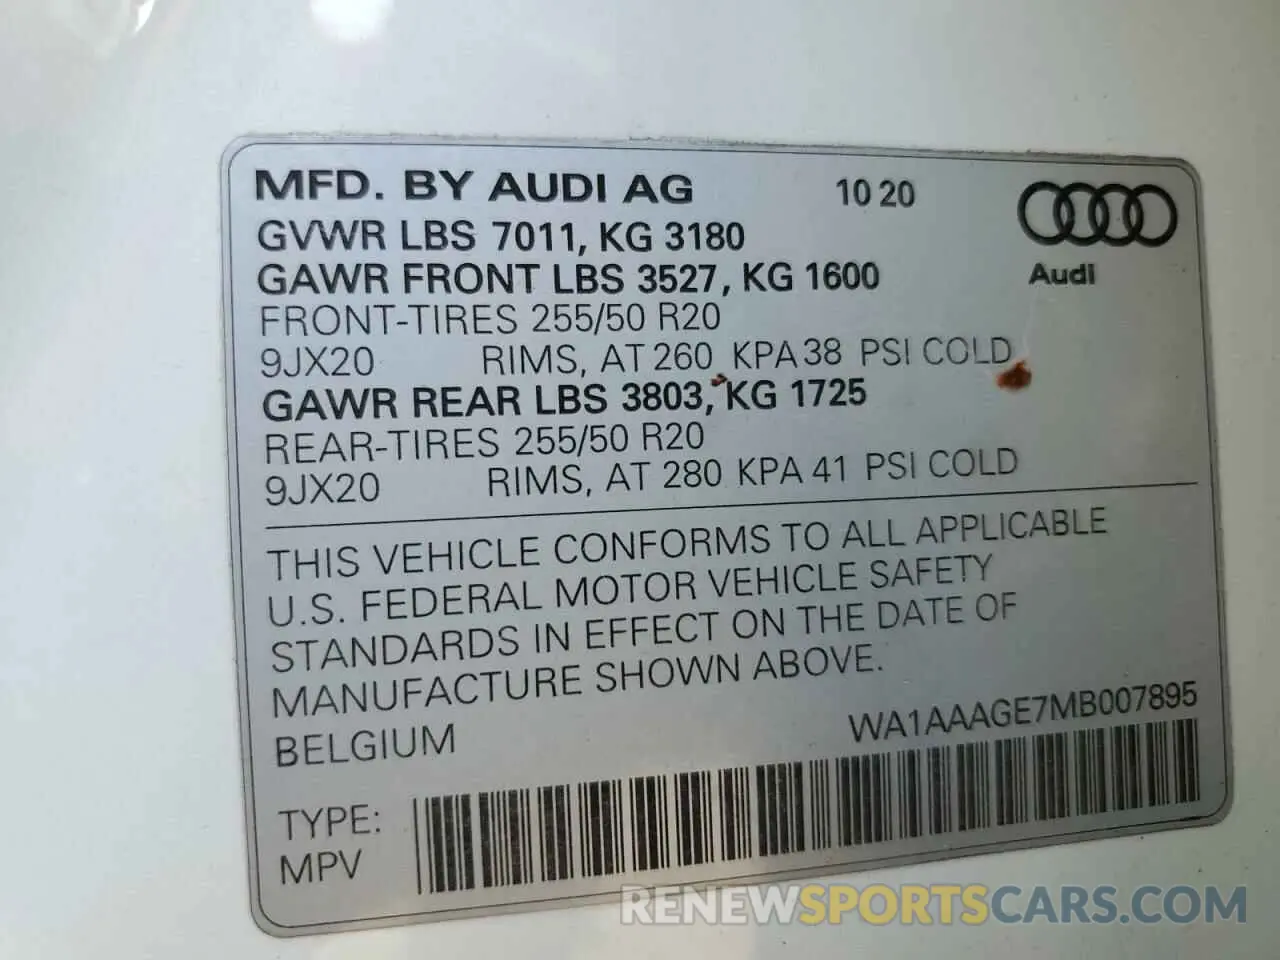 MFD. BY AUDI AG 10 20
GVWR LBS 7011, KG 3180
GAWR FRONT LBS 3527, KG 1600
Audi
FRONT-TIRES 255/50 R20
9JX20 RIMS, AT 260 KPA 38 PSI COLD
GAWR REAR LBS 3803, KG 1725
REAR-TIRES 255/50 R20
9JX20 RIMS, AT 280 KPA 41 PSI COLD
THIS VEHICLE CONFORMS TO ALL APPLICABLE
U.S. FEDERAL MOTOR VEHICLE SAFETY
STANDARDS IN EFFECT ON THE DATE OF
MANUFACTURE SHOWN ABOVE.
BELGIUM WA1AAAGE7MB007895
TYPE:
MPV
RENEWSPORTSCARS.COM